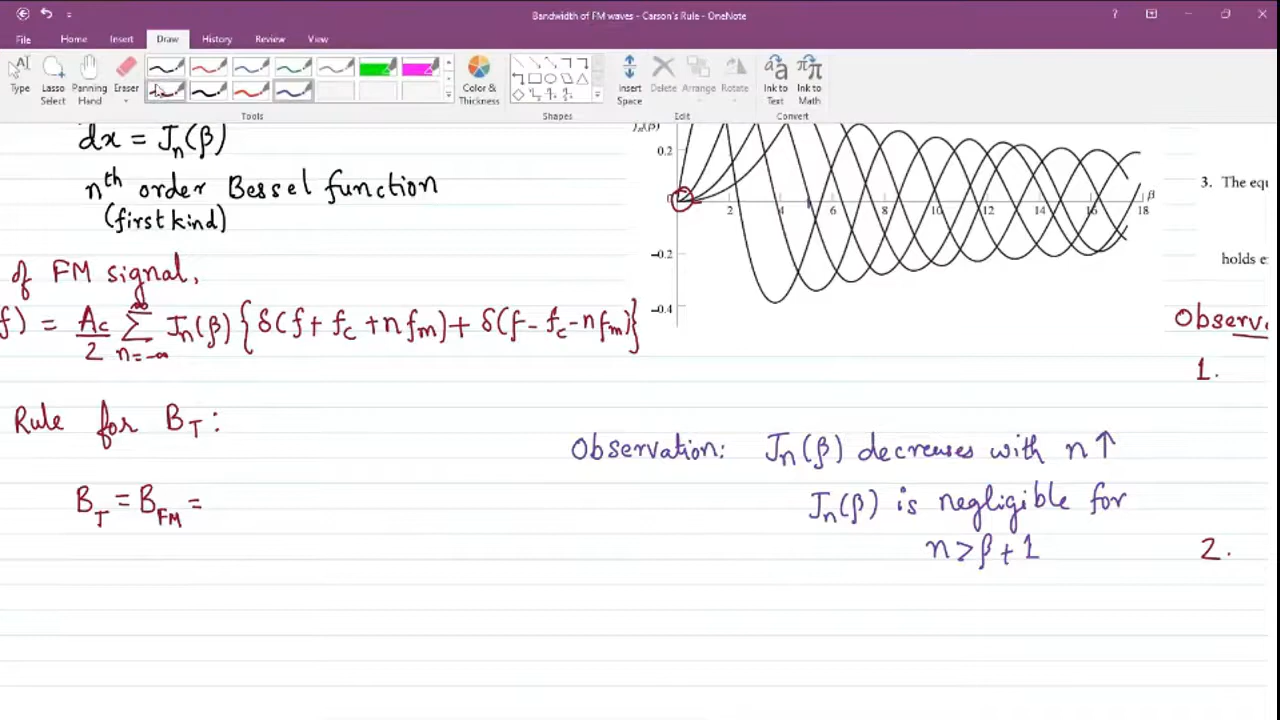 Bandwidth of FM waves - Carson's Rule - OneNote
File Home Insert Draw History Review View
Type Lasso Select Panning Hand Eraser Color & Thickness Insert Space Delete Arrange Rotate Ink to Text Ink to Math
Tools Shapes Edit Convert
dx = Jn(β)
nth order Bessel function
(first kind)
of FM signal,
f) = Ac/2 ∑ n=-∞ ∞ Jn(β) {δ(f + fc + n fm) + δ(f - fc - n fm)}
Rule for BT:
BT = BFM =
Jn(β)
0.2
2 4 6 8 10 12 14 16 18 β
-0.2
-0.4
Observation: Jn(β) decreases with n ↑
Jn(β) is negligible for
n > β + 1
3. The equ
holds e
Observ
1.
2.